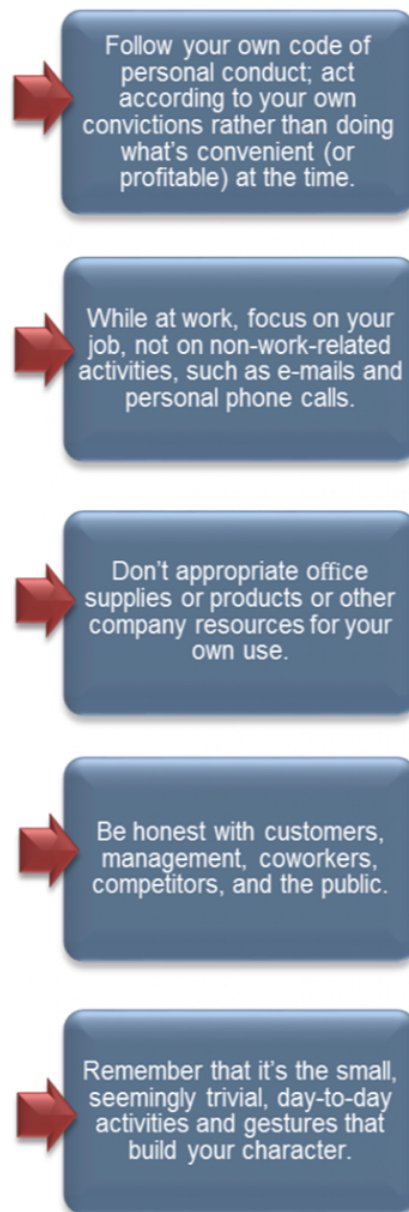 Follow your own code of
personal conduct; act
according to your own
convictions rather than doing
what's convenient (or
profitable) at the time.
While at work, focus on your
job, not on non-work-related
activities, such as e-mails and
personal phone calls.
Don't appropriate office
supplies or products or other
company resources for your
own use.
Be honest with customers,
management, coworkers,
competitors, and the public.
Remember that it's the small,
seemingly trivial, day-to-day
activities and gestures that
build your character.